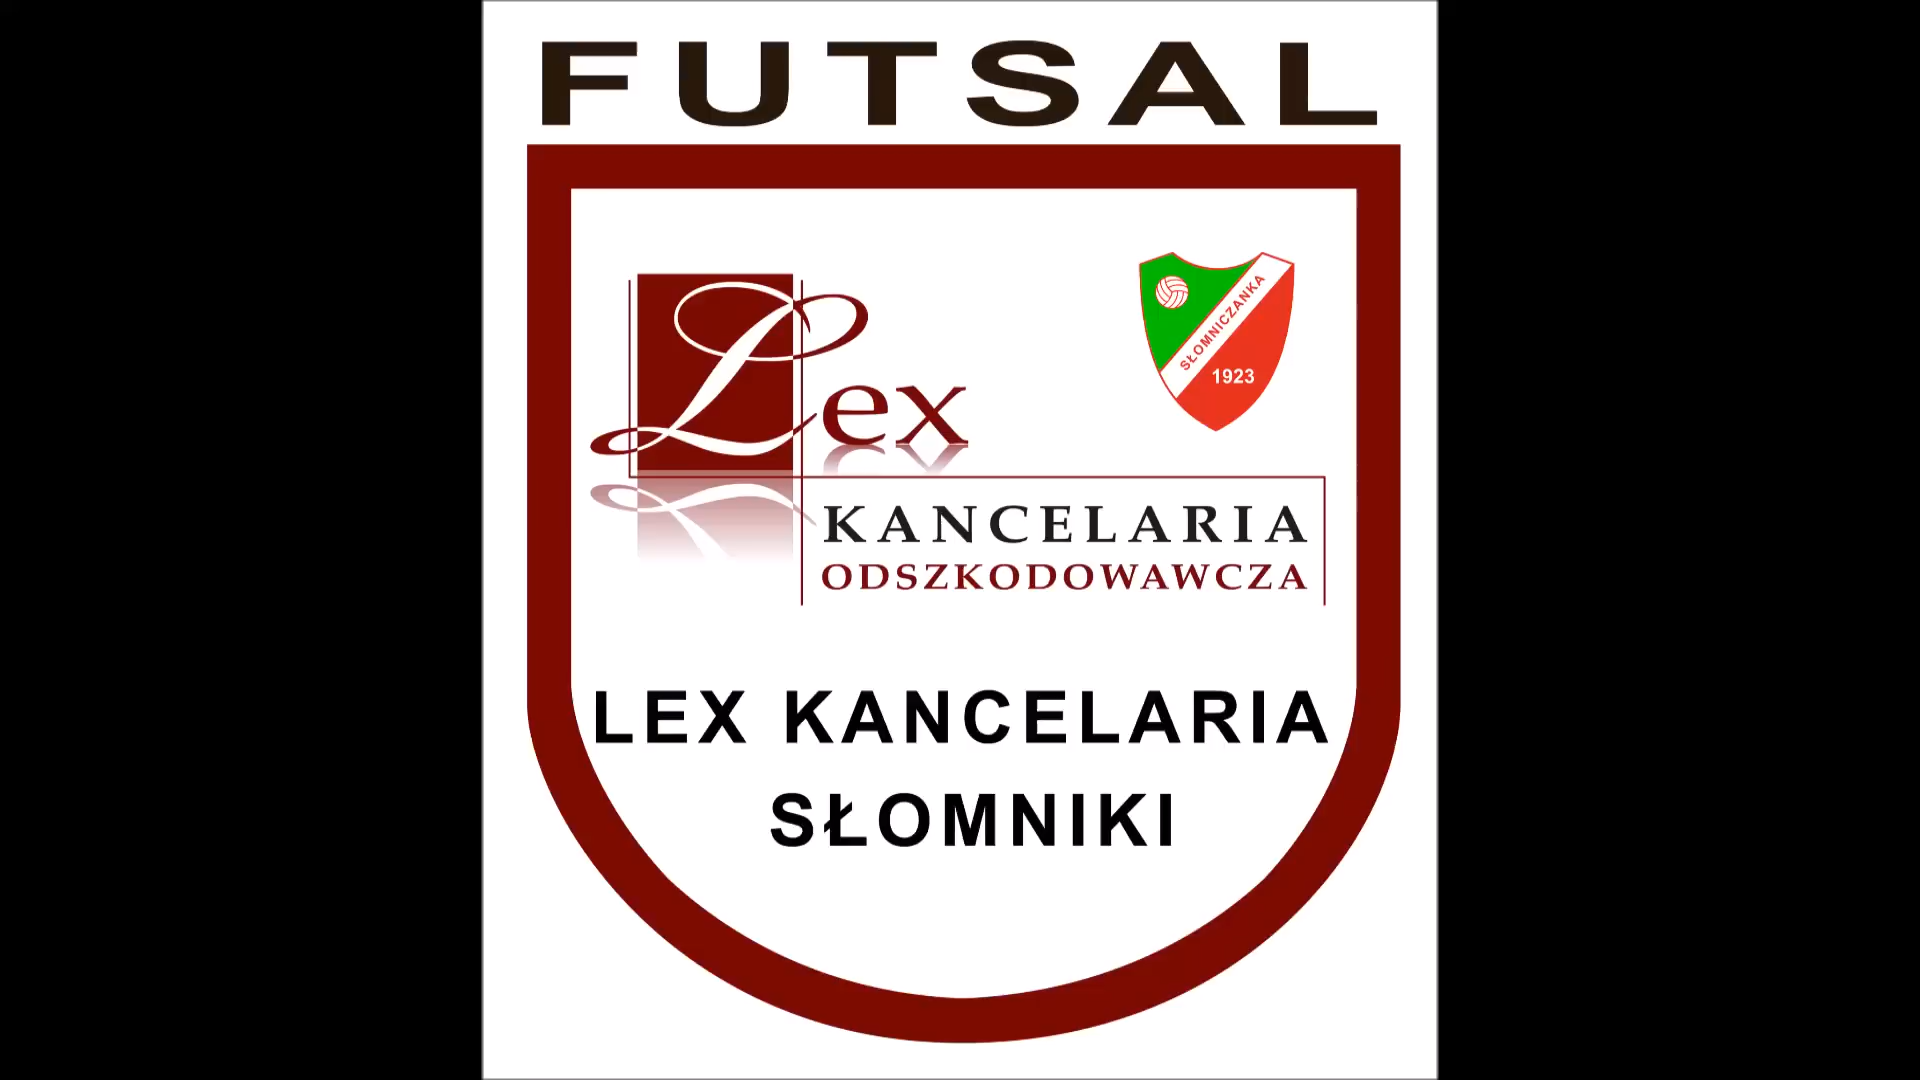 FUTSAL
Lex
SŁOMNICZANKA
1923
KANCELARIA
ODSZKODOWAWCZA
LEX KANCELARIA
SŁOMNIKI